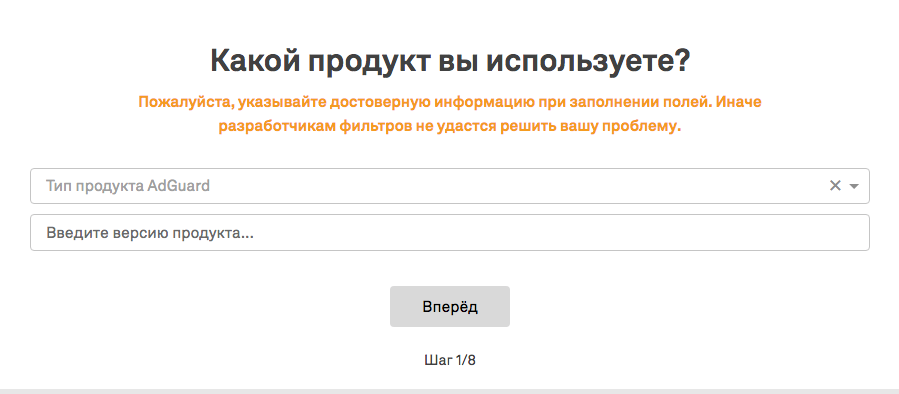 Какой продукт вы используете?
Пожалуйста, указывайте достоверную информацию при заполнении полей. Иначе
разработчикам фильтров не удастся решить вашу проблему.
Тип продукта AdGuard
Введите версию продукта...
Вперёд
Шаг 1/8